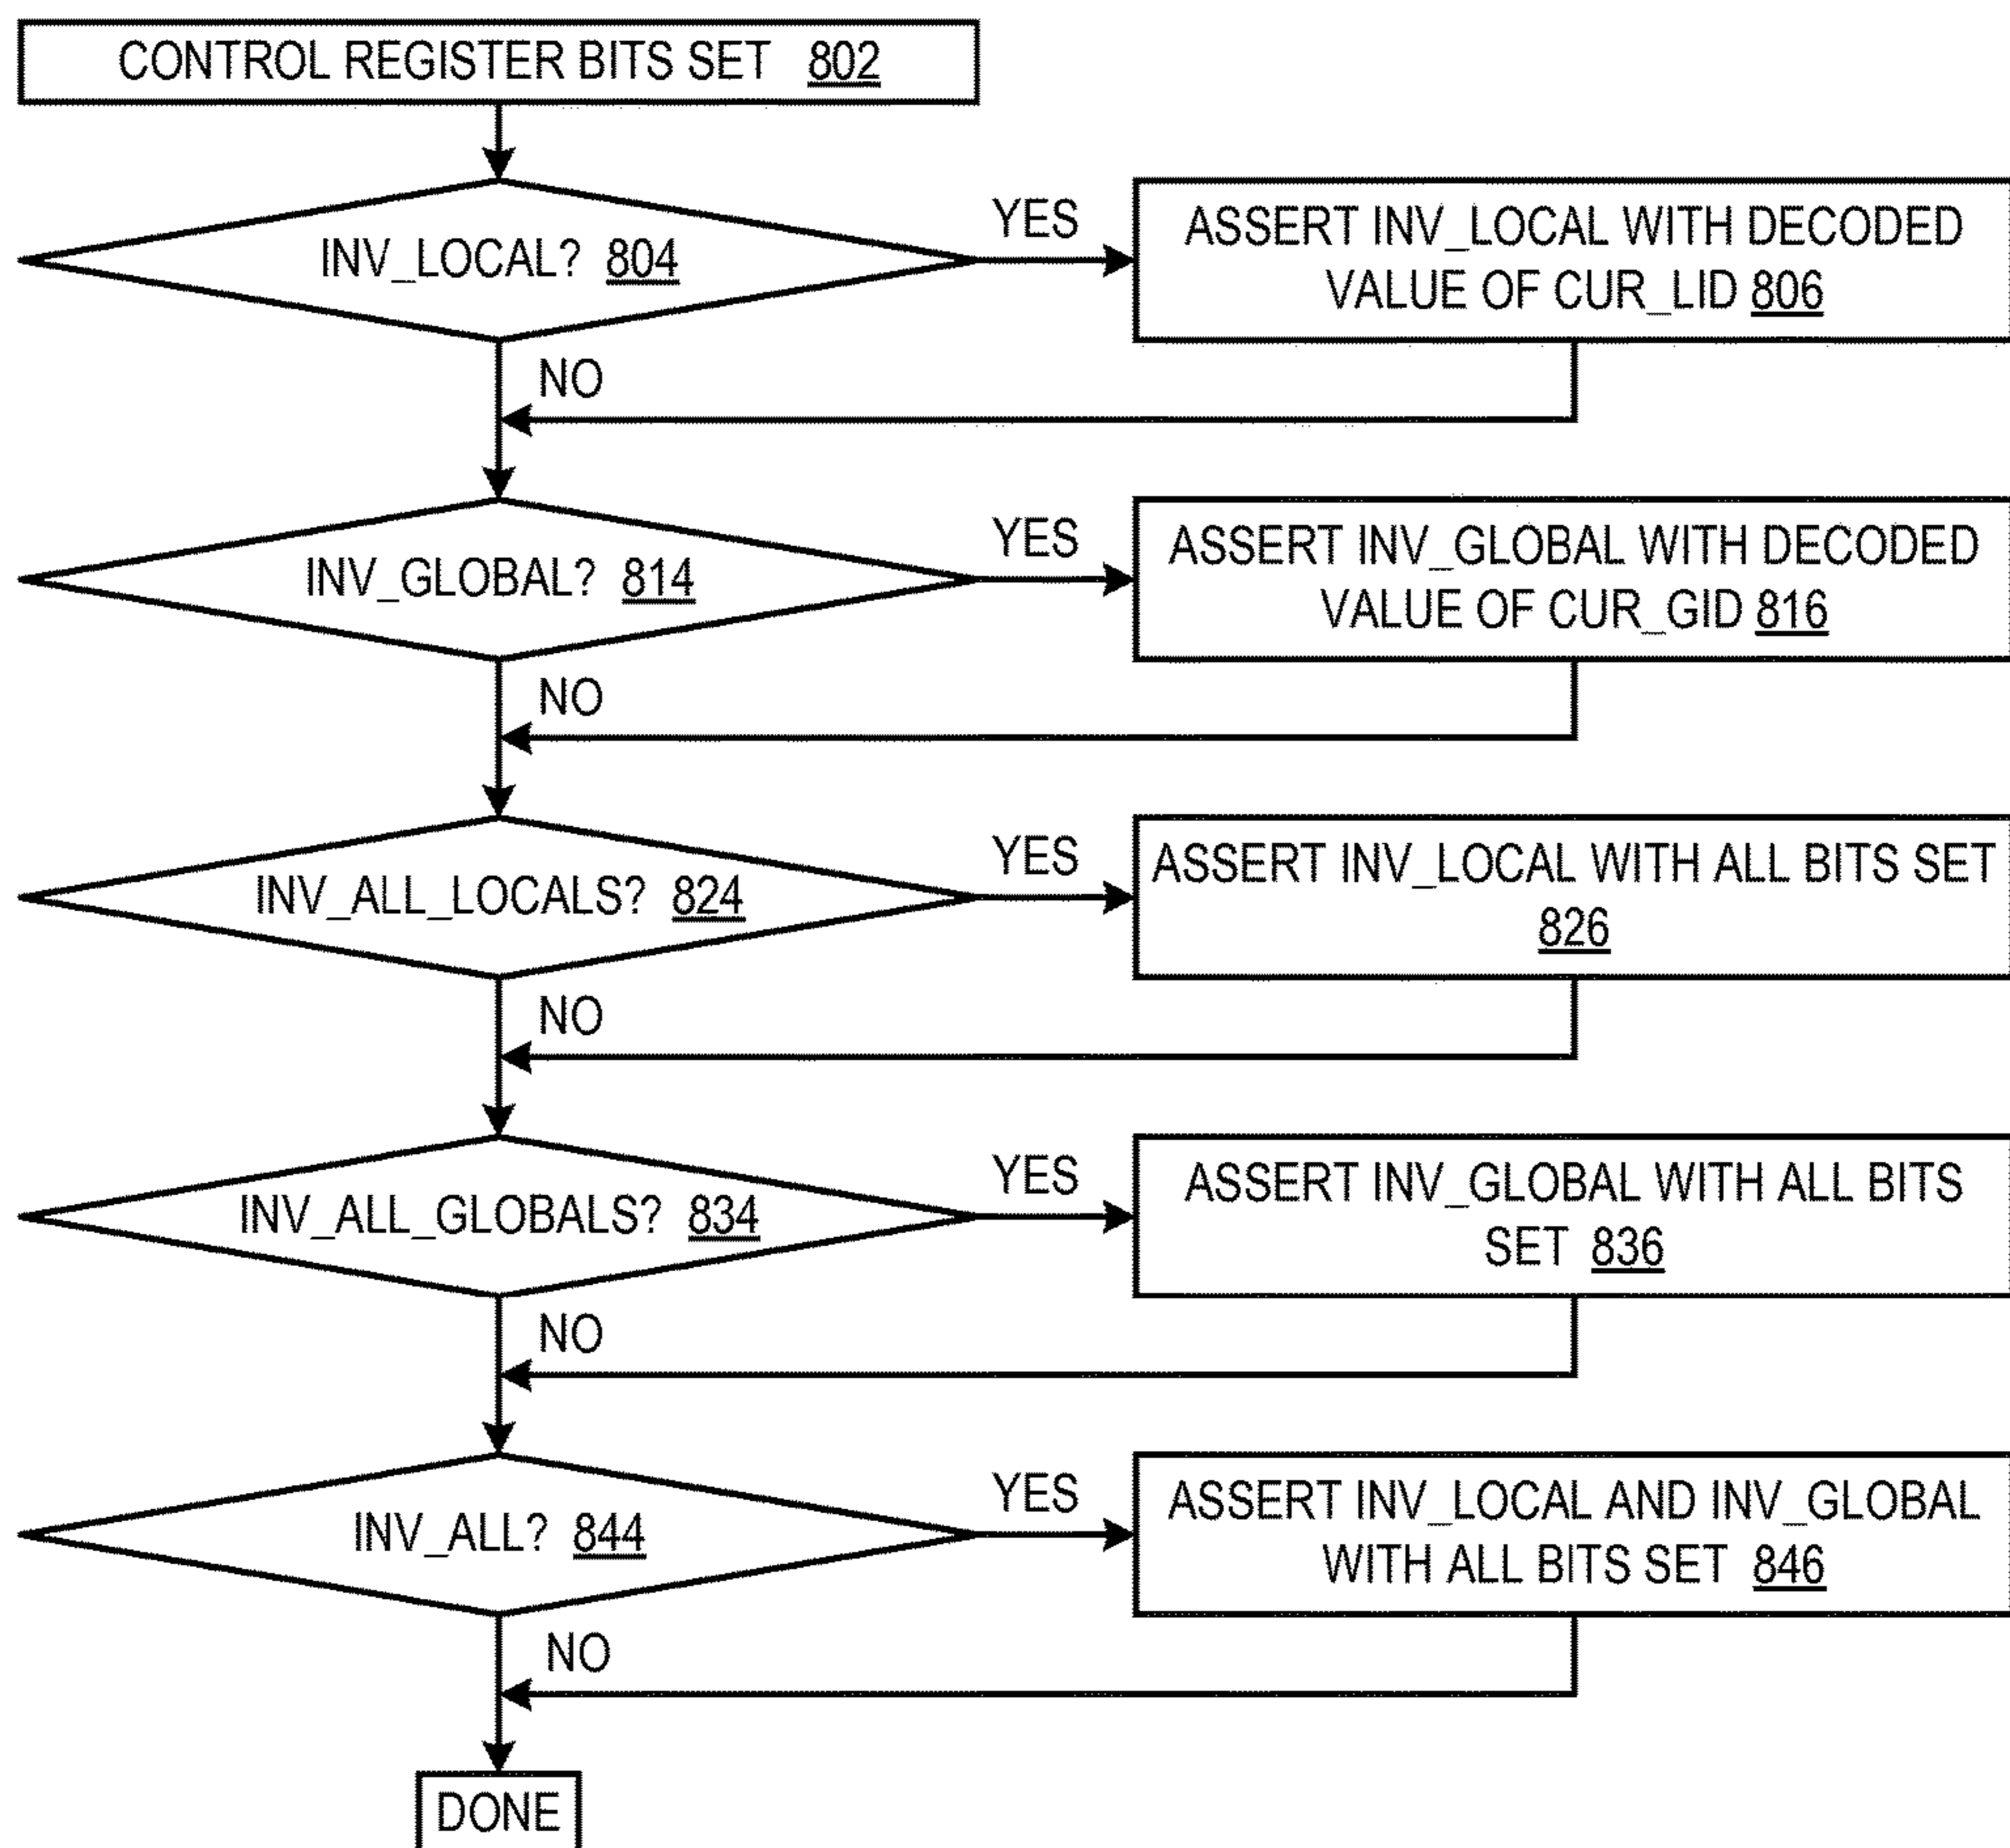 CONTROL REGISTER BITS SET 802
INV_LOCAL? 804
YES
ASSERT INV_LOCAL WITH DECODED
VALUE OF CUR_LID 806
NO
INV_GLOBAL? 814
YES
ASSERT INV_GLOBAL WITH DECODED
VALUE OF CUR_GID 816
NO
INV_ALL_LOCALS? 824
YES
ASSERT INV_LOCAL WITH ALL BITS SET
826
NO
INV_ALL_GLOBALS? 834
YES
ASSERT INV_GLOBAL WITH ALL BITS
SET 836
NO
INV_ALL? 844
YES
ASSERT INV_LOCAL AND INV_GLOBAL
WITH ALL BITS SET 846
NO
DONE